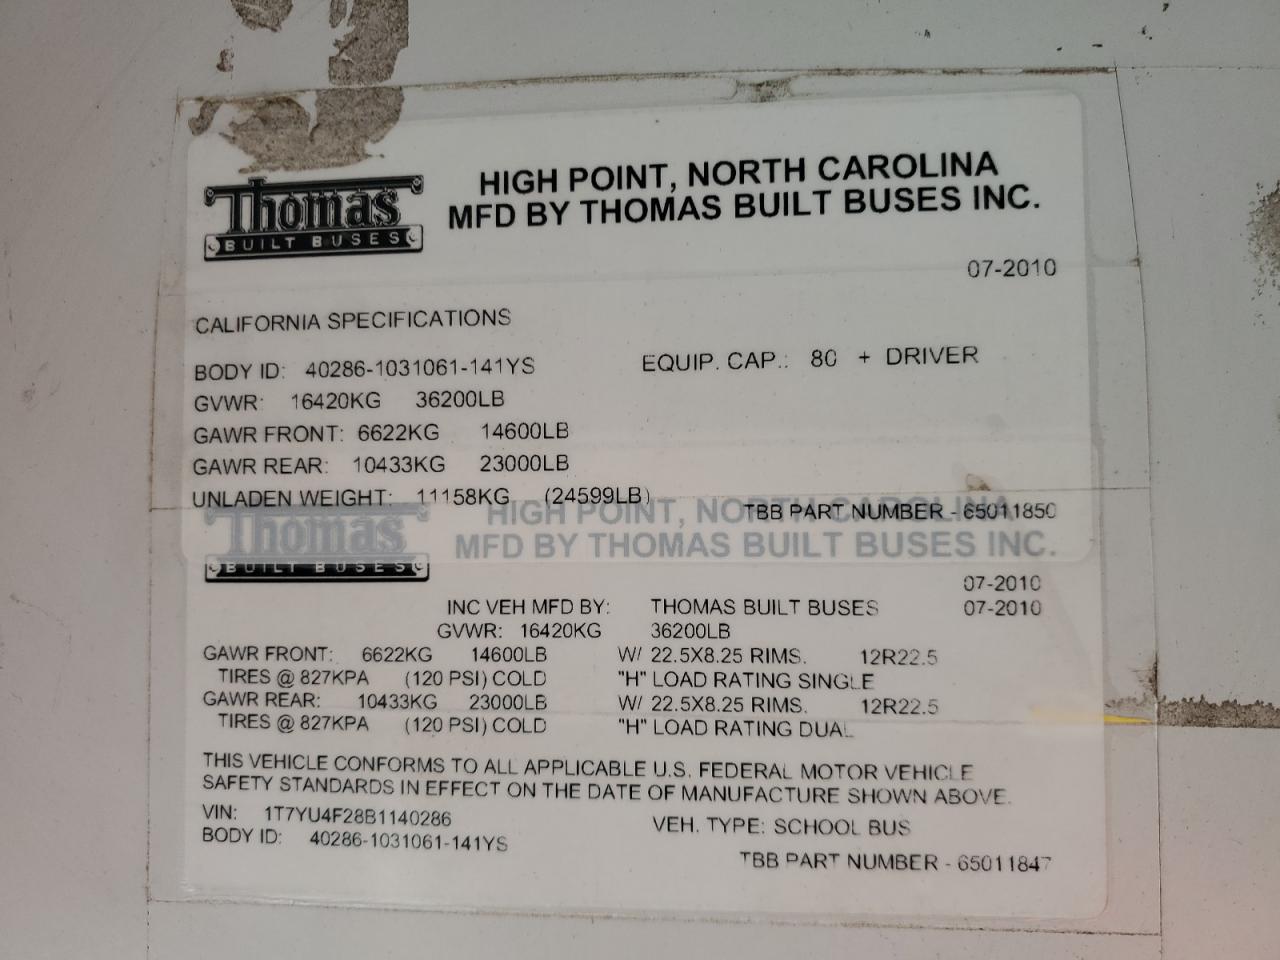 Thomas
BUILT BUSES
HIGH POINT, NORTH CAROLINA
MFD BY THOMAS BUILT BUSES INC.
07-2010
CALIFORNIA SPECIFICATIONS
BODY ID: 40286-1031061-141YS EQUIP. CAP.: 80 + DRIVER
GVWR: 16420KG 36200LB
GAWR FRONT: 6622KG 14600LB
GAWR REAR: 10433KG 23000LB
UNLADEN WEIGHT: 11158KG (24599LB)
TBB PART NUMBER - 65011850
Thomas
BUILT BUSES
HIGH POINT, NORTH CAROLINA
MFD BY THOMAS BUILT BUSES INC.
07-2010
INC VEH MFD BY: THOMAS BUILT BUSES 07-2010
GVWR: 16420KG 36200LB
GAWR FRONT: 6622KG 14600LB W/ 22.5X8.25 RIMS. 12R22.5
TIRES @ 827KPA (120 PSI) COLD "H" LOAD RATING SINGLE
GAWR REAR: 10433KG 23000LB W/ 22.5X8.25 RIMS. 12R22.5
TIRES @ 827KPA (120 PSI) COLD "H" LOAD RATING DUAL
THIS VEHICLE CONFORMS TO ALL APPLICABLE U.S. FEDERAL MOTOR VEHICLE
SAFETY STANDARDS IN EFFECT ON THE DATE OF MANUFACTURE SHOWN ABOVE.
VIN: 1T7YU4F28B1140286 VEH. TYPE: SCHOOL BUS
BODY ID: 40286-1031061-141YS
TBB PART NUMBER - 65011847